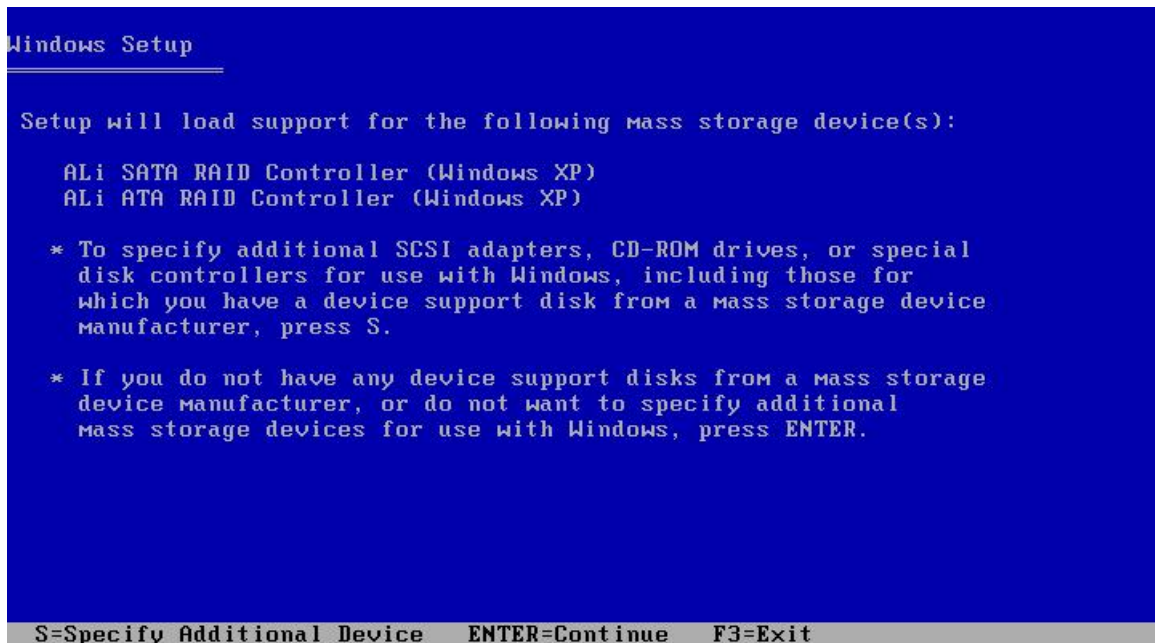 Windows Setup
Setup will load support for the following mass storage device(s):
ALi SATA RAID Controller (Windows XP)
ALi ATA RAID Controller (Windows XP)
* To specify additional SCSI adapters, CD-ROM drives, or special
disk controllers for use with Windows, including those for
which you have a device support disk from a mass storage device
manufacturer, press S.
* If you do not have any device support disks from a mass storage
device manufacturer, or do not want to specify additional
mass storage devices for use with Windows, press ENTER.
S=Specify Additional Device ENTER=Continue F3=Exit